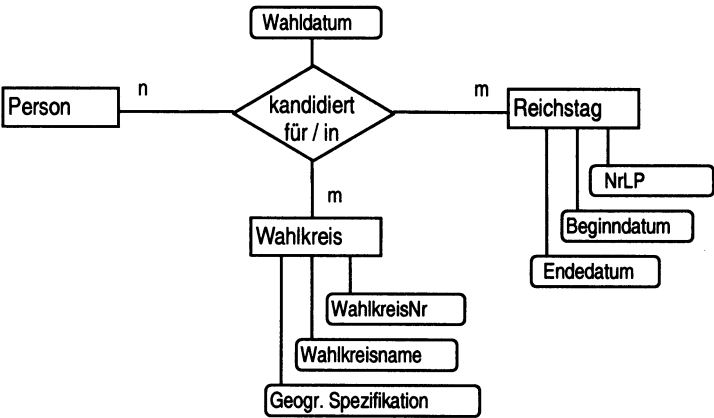 Wahldatum
Person
n
kandidiert
für / in
m
Reichstag
NrLP
Beginndatum
Endedatum
m
Wahlkreis
WahlkreisNr
Wahlkreisname
Geogr. Spezifikation